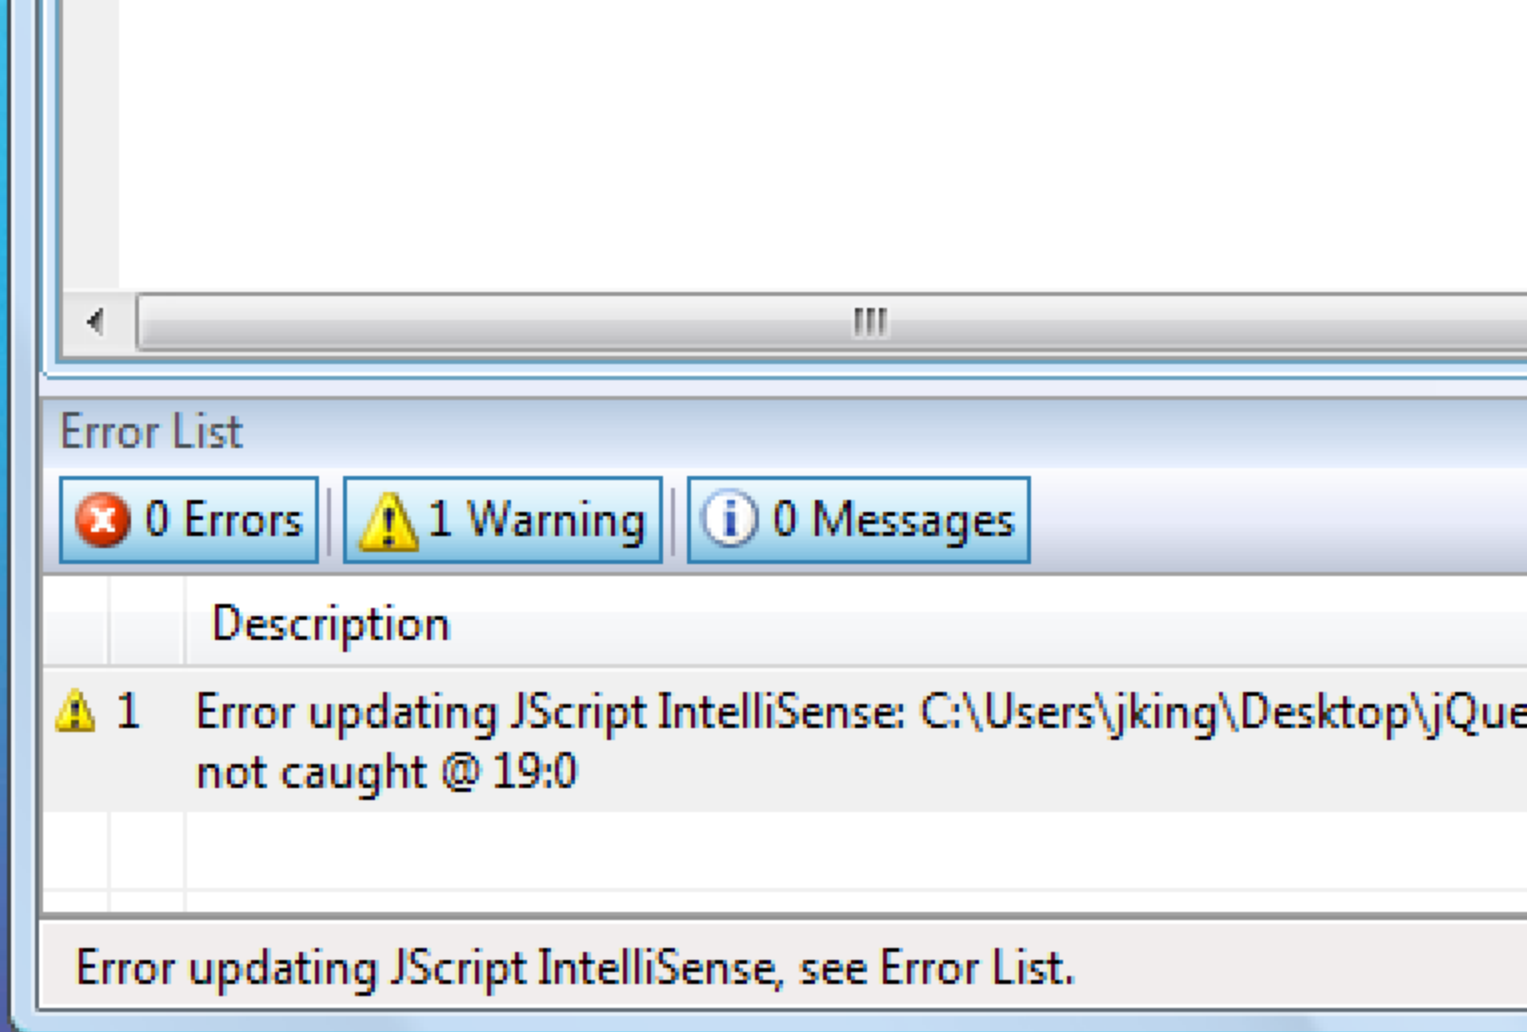 Error List
0 Errors 1 Warning 0 Messages
Description
1 Error updating JScript IntelliSense: C:\Users\jking\Desktop\jQue
not caught @ 19:0
Error updating JScript IntelliSense, see Error List.